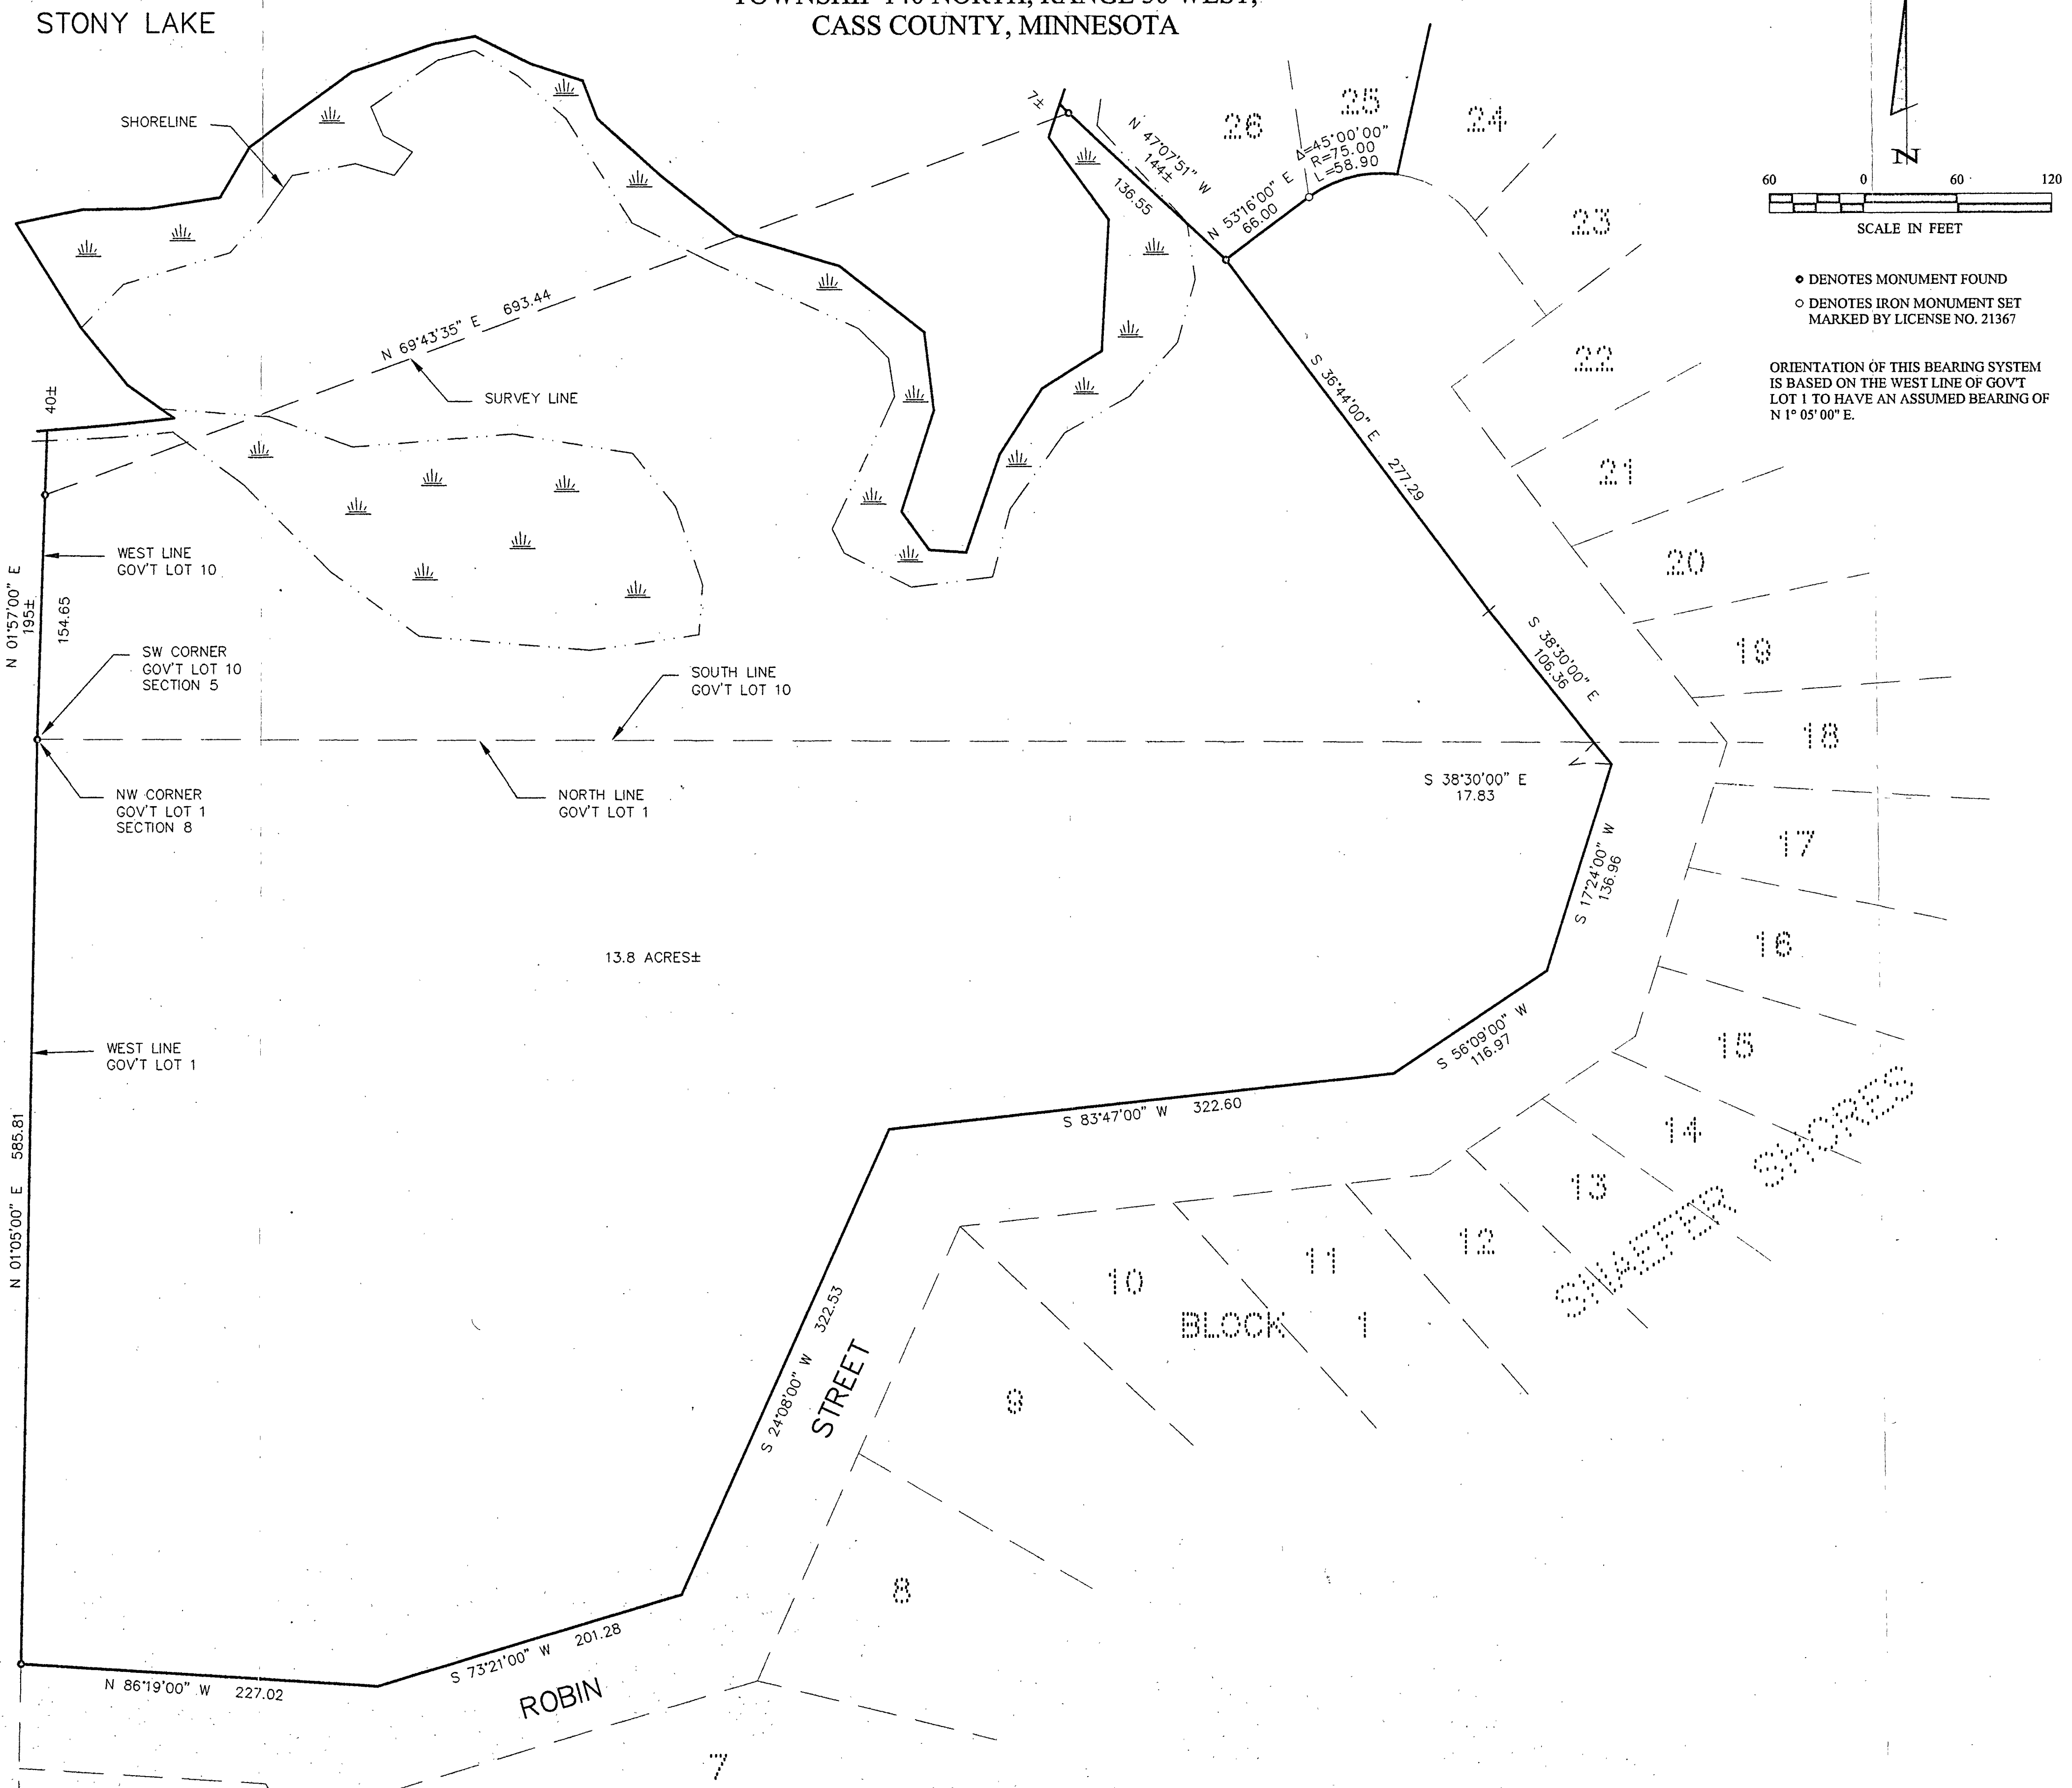 STONY LAKE
TOWNSHIP 140 NORTH, RANGE 30 WEST,
CASS COUNTY, MINNESOTA
SHORELINE
7±
N 47°07'51" W
144±
136.55
26
25
24
Δ=45°00'00"
R=75.00
L=58.90
N 53°16'00" E
66.00
N
60 0 60 120
SCALE IN FEET
DENOTES MONUMENT FOUND
DENOTES IRON MONUMENT SET
MARKED BY LICENSE NO. 21367
ORIENTATION OF THIS BEARING SYSTEM
IS BASED ON THE WEST LINE OF GOV'T
LOT 1 TO HAVE AN ASSUMED BEARING OF
N 1° 05' 00" E.
23
22
21
20
19
18
17
16
15
14
13
12
11
10
9
8
7
N 69°43'35" E 693.44
SURVEY LINE
40±
S 36°44'00" E 277.29
WEST LINE
GOV'T LOT 10
N 01°57'00" E
195±
154.65
SW CORNER
GOV'T LOT 10
SECTION 5
SOUTH LINE
GOV'T LOT 10
S 38°30'00" E
106.36
NW CORNER
GOV'T LOT 1
SECTION 8
NORTH LINE
GOV'T LOT 1
S 38°30'00" E
17.83
S 17°24'00" W
136.96
13.8 ACRES±
S 56°09'00" W
116.97
WEST LINE
GOV'T LOT 1
S 83°47'00" W 322.60
N 01°05'00" E 585.81
SHAEFER SHORES
BLOCK 1
S 24°08'00" W 322.53
STREET
S 73°21'00" W 201.28
N 86°19'00" W 227.02
ROBIN